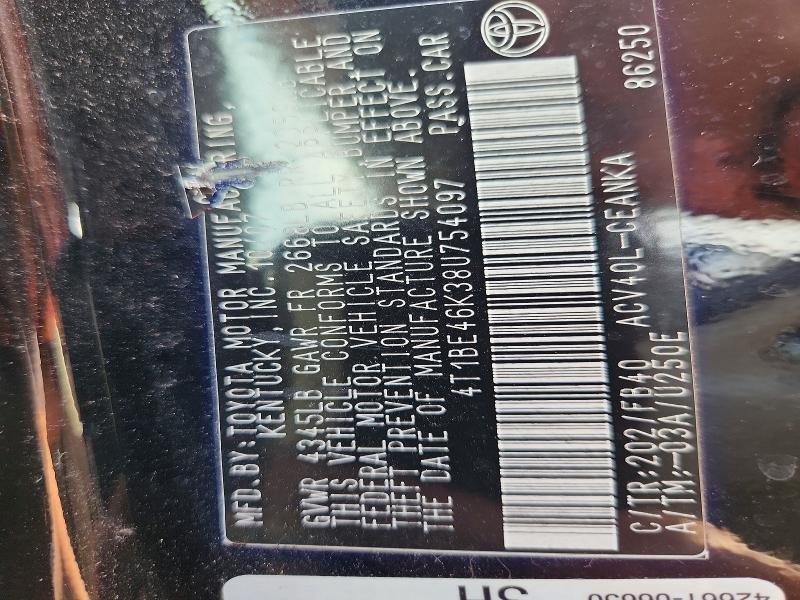 MFD.BY:TOYOTA MOTOR MANUFACTURING,
KENTUCKY, INC.
GVWR 4345LB GAWR FR
THIS VEHICLE CONFORMS TO ALL APPLICABLE
FEDERAL MOTOR VEHICLE SAFETY BUMPER, AND
THEFT PREVENTION STANDARDS IN EFFECT ON
THE DATE OF MANUFACTURE SHOWN ABOVE.
4T1BE46K38U754097 PASS.CAR
C/TR:202/FB40 ACV40L-CEANKA 86250
A/TM:-03A/U250E
SH